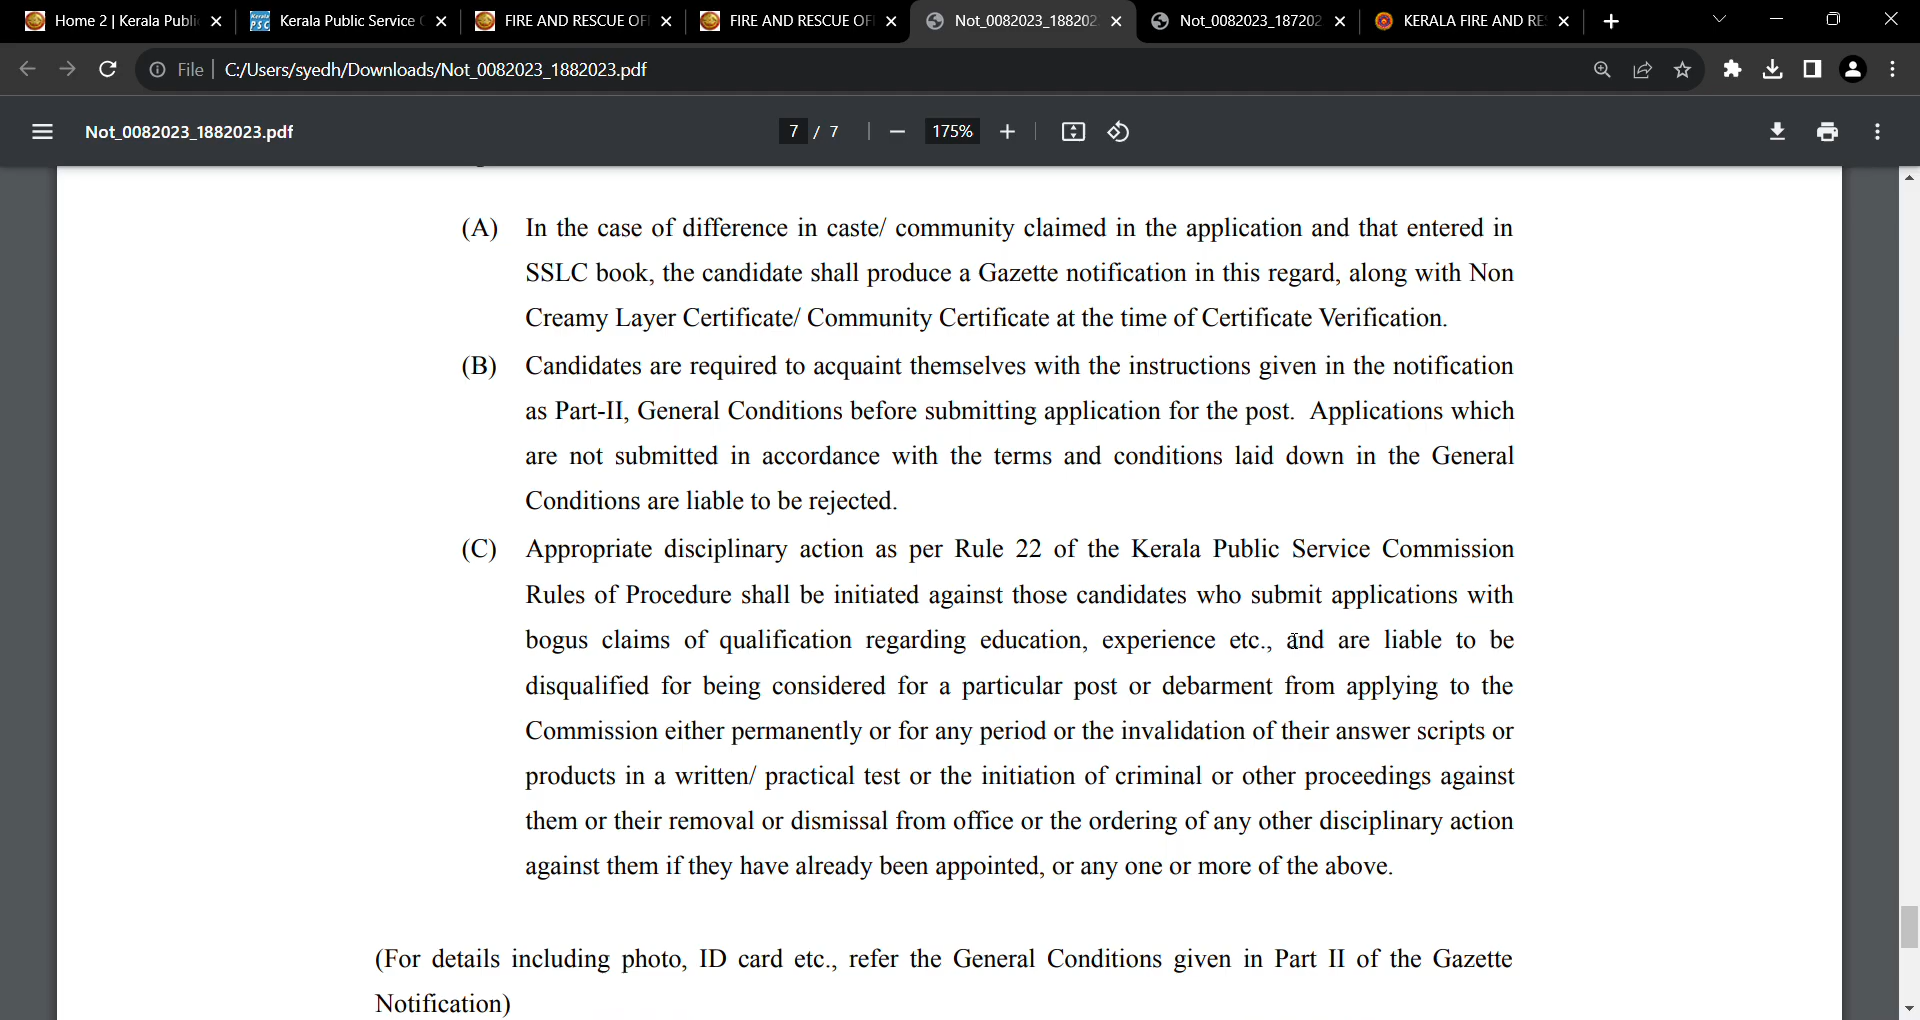 Home 2 | Kerala Publi
Kerala Public Service C
FIRE AND RESCUE OFF
FIRE AND RESCUE OFF
Not_0082023_188202
Not_0082023_187202
KERALA FIRE AND RES
File
C:/Users/syedh/Downloads/Not_0082023_1882023.pdf
Not_0082023_1882023.pdf
7 / 7
175%
(A) In the case of difference in caste/ community claimed in the application and that entered in
SSLC book, the candidate shall produce a Gazette notification in this regard, along with Non
Creamy Layer Certificate/ Community Certificate at the time of Certificate Verification.
(B) Candidates are required to acquaint themselves with the instructions given in the notification
as Part-II, General Conditions before submitting application for the post. Applications which
are not submitted in accordance with the terms and conditions laid down in the General
Conditions are liable to be rejected.
(C) Appropriate disciplinary action as per Rule 22 of the Kerala Public Service Commission
Rules of Procedure shall be initiated against those candidates who submit applications with
bogus claims of qualification regarding education, experience etc., and are liable to be
disqualified for being considered for a particular post or debarment from applying to the
Commission either permanently or for any period or the invalidation of their answer scripts or
products in a written/ practical test or the initiation of criminal or other proceedings against
them or their removal or dismissal from office or the ordering of any other disciplinary action
against them if they have already been appointed, or any one or more of the above.
(For details including photo, ID card etc., refer the General Conditions given in Part II of the Gazette
Notification)